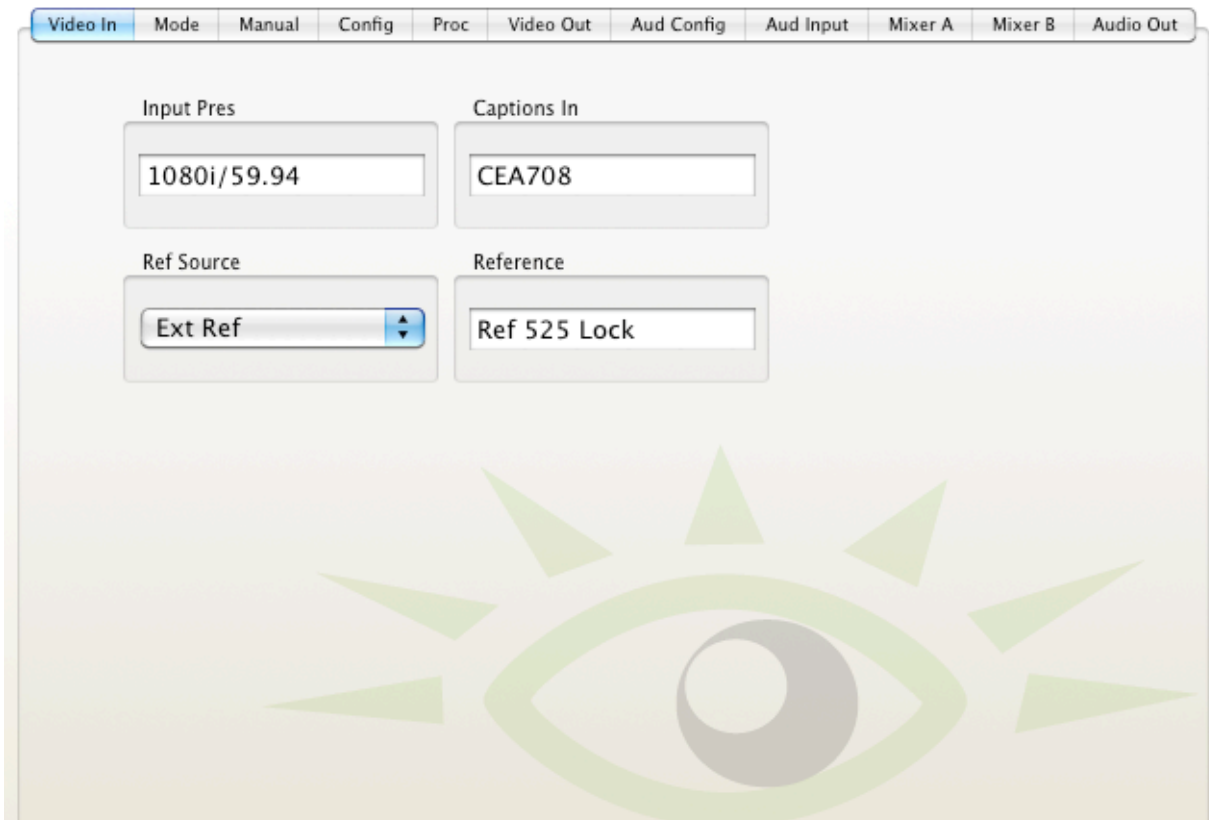 Video In Mode Manual Config Proc Video Out Aud Config Aud Input Mixer A Mixer B Audio Out
Input Pres Captions In
1080i/59.94 CEA708
Ref Source Reference
Ext Ref Ref 525 Lock